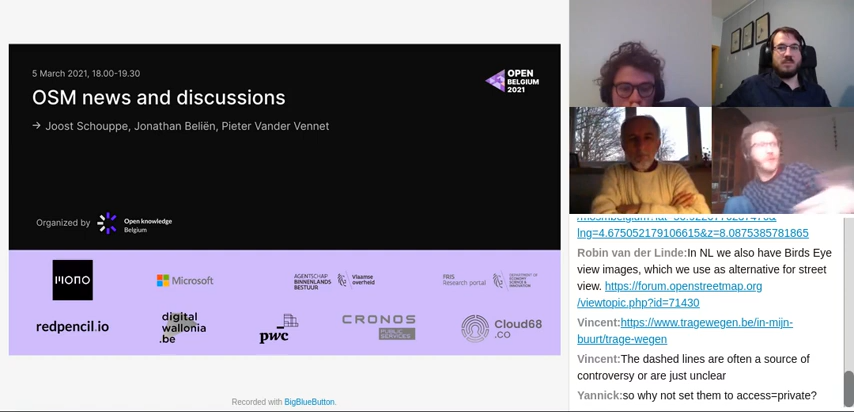 5 March 2021, 18.00-19.30
OSM news and discussions
→ Joost Schouppe, Jonathan Beliën, Pieter Vander Vennet
OPEN
BELGIUM
2021
Organized by
Open knowledge
Belgium
MONO
Microsoft
AGENTSCHAP
BINNENLANDS
BESTUUR
Vlaamse
overheid
FRIS
Research portal
DEPARTMENT OF
ECONOMY
SCIENCE &
INNOVATION
redpencil.io
digital
wallonia
.be
pwc
CRONOS
PUBLIC
SERVICES
Cloud68
.co
Recorded with BigBlueButton.
lng=4.675052179106615&z=8.0875385781865
Robin van der Linde:In NL we also have Birds Eye
view images, which we use as alternative for street
view. https://forum.openstreetmap.org
/viewtopic.php?id=71430
Vincent:https://www.tragewegen.be/in-mijn-
buurt/trage-wegen
Vincent:The dashed lines are often a source of
controversy or are just unclear
Yannick:so why not set them to access=private?